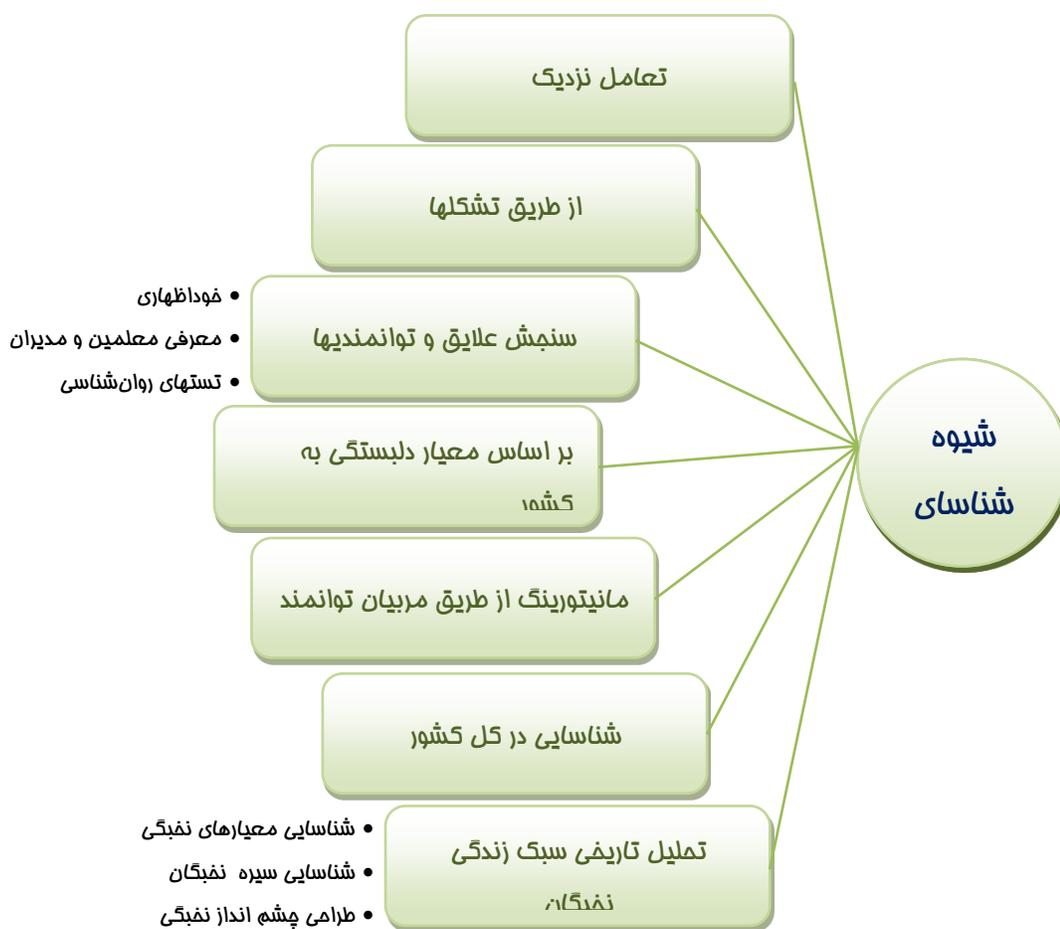 شیوه
شناسای
تعامل نزدیک
از طریق تشکلها
سنجش علایق و توانمندیها
• خوداظهاری
• معرفی معلمین و مدیران
• تستهای روان‌شناسی
بر اساس معیار دلبستگی به
کشور
مانیتورینگ از طریق مربیان توانمند
شناسایی در کل کشور
تحلیل تاریخی سبک زندگی
نخبگان
• شناسایی معیارهای نخبگی
• شناسایی سیره نخبگان
• طراحی چشم انداز نخبگی